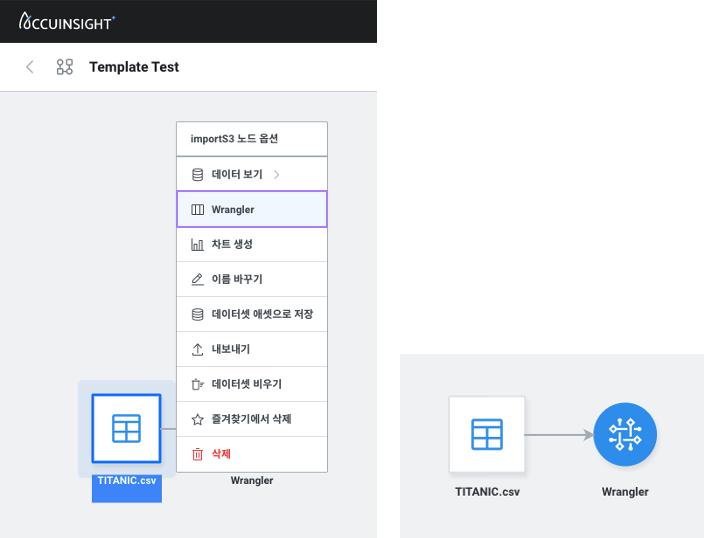 ACCUINSIGHT+
Template Test
importS3 노드 옵션
데이터 보기
Wrangler
차트 생성
이름 바꾸기
데이터셋 애셋으로 저장
내보내기
데이터셋 비우기
즐겨찾기에서 삭제
삭제
TITANIC.csv
Wrangler
TITANIC.csv
Wrangler